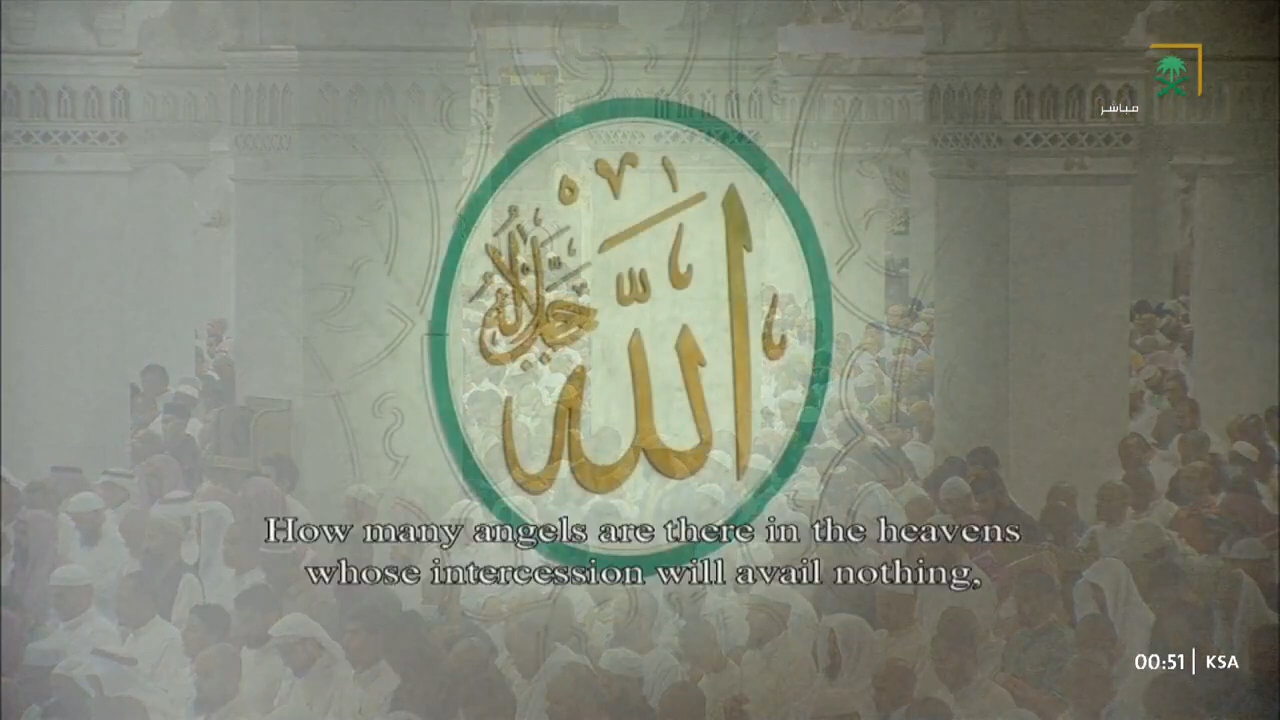 مباشر
الله
جل جلاله
How many angels are there in the heavens
whose intercession will avail nothing,
00:51 | KSA